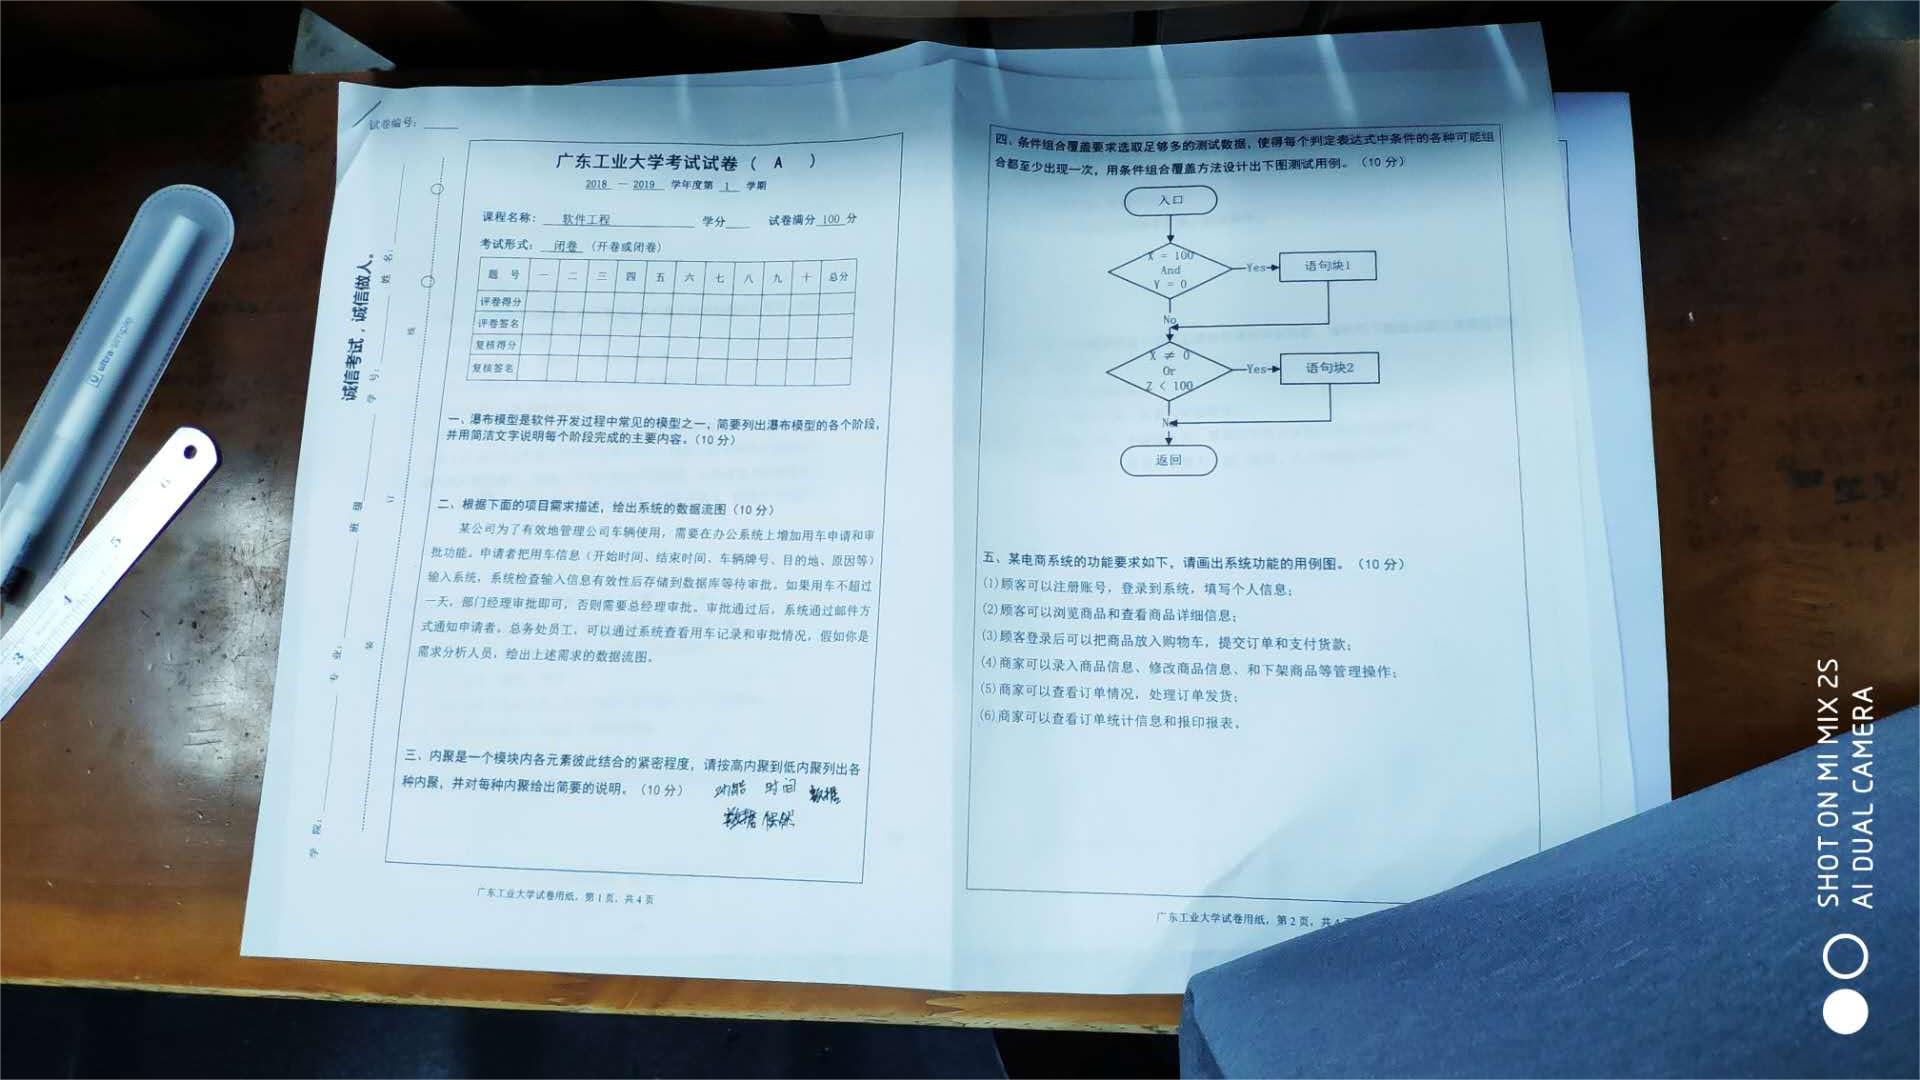 试卷编号：
广东工业大学考试试卷（ A ）
2018 — 2019 学年度第 1 学期
课程名称： 软件工程 学分 试卷满分 100 分
考试形式： 闭卷 （开卷或闭卷）
题 号 一 二 三 四 五 六 七 八 九 十 总分
评卷得分
评卷签名
复核得分
复核签名
一、瀑布模型是软件开发过程中常见的模型之一，简要列出瀑布模型的各个阶段，
并用简洁文字说明每个阶段完成的主要内容。（10 分）
二、根据下面的项目需求描述，给出系统的数据流图（10 分）
某公司为了有效地管理公司车辆使用，需要在办公系统上增加用车申请和审
批功能。申请者把用车信息（开始时间、结束时间、车辆牌号、目的地、原因等）
输入系统，系统检查输入信息有效性后存储到数据库等待审批。如果用车不超过
一天，部门经理审批即可，否则需要总经理审批。审批通过后，系统通过邮件方
式通知申请者。总务处员工，可以通过系统查看用车记录和审批情况，假如你是
需求分析人员，给出上述需求的数据流图。
三、内聚是一个模块内各元素彼此结合的紧密程度，请按高内聚到低内聚列出各
种内聚，并对每种内聚给出简要的说明。（10 分）
功能 时间 数据
数据 偶然
广东工业大学试卷用纸，第 1 页，共 4 页
诚信考试，诚信做人。
姓 名：
学 号：
班 级
专 业：
学 院：
线
订
装
四、条件组合覆盖要求选取足够多的测试数据，使得每个判定表达式中条件的各种可能组
合都至少出现一次，用条件组合覆盖方法设计出下图测试用例。（10 分）
入口
X = 100
And
Y = 0
Yes
语句块1
No
X ≠ 0
Or
Z < 100
Yes
语句块2
返回
五、某电商系统的功能要求如下，请画出系统功能的用例图。（10 分）
(1)顾客可以注册账号，登录到系统，填写个人信息；
(2)顾客可以浏览商品和查看商品详细信息；
(3)顾客登录后可以把商品放入购物车，提交订单和支付货款；
(4)商家可以录入商品信息、修改商品信息、和下架商品等管理操作；
(5)商家可以查看订单情况，处理订单发货；
(6)商家可以查看订单统计信息和报印报表。
广东工业大学试卷用纸，第 2 页，共
SHOT ON MI MIX 2S
AI DUAL CAMERA